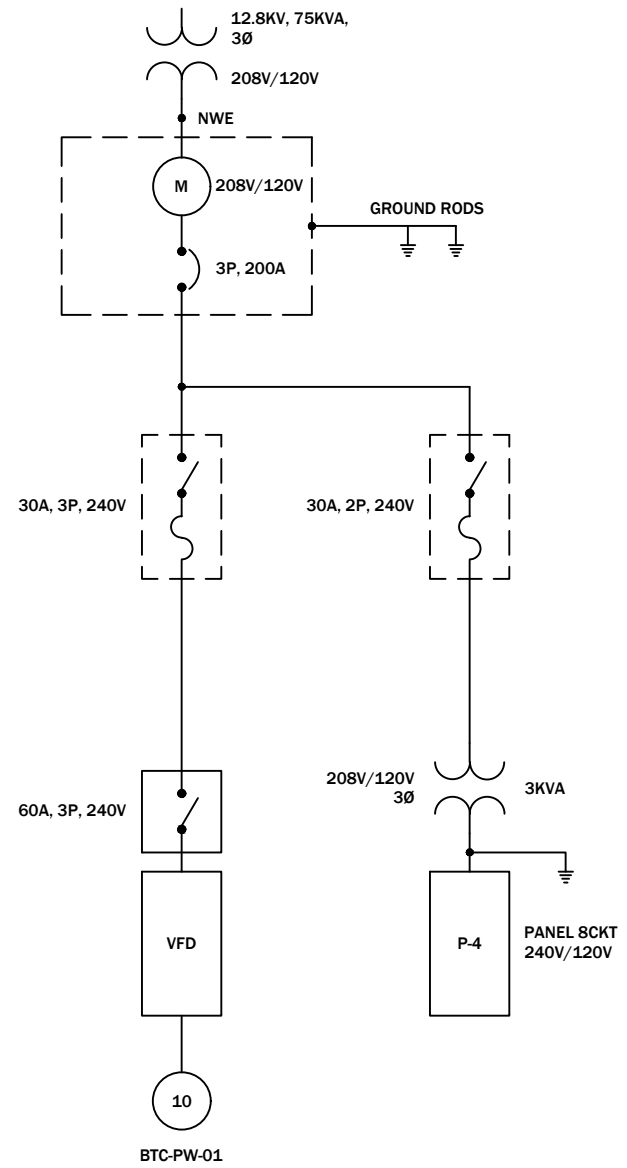 12.8KV, 75KVA,
3Ø
208V/120V
NWE
M
208V/120V
GROUND RODS
3P, 200A
30A, 3P, 240V
30A, 2P, 240V
208V/120V
3Ø
3KVA
60A, 3P, 240V
VFD
P-4
PANEL 8CKT
240V/120V
10
BTC-PW-01